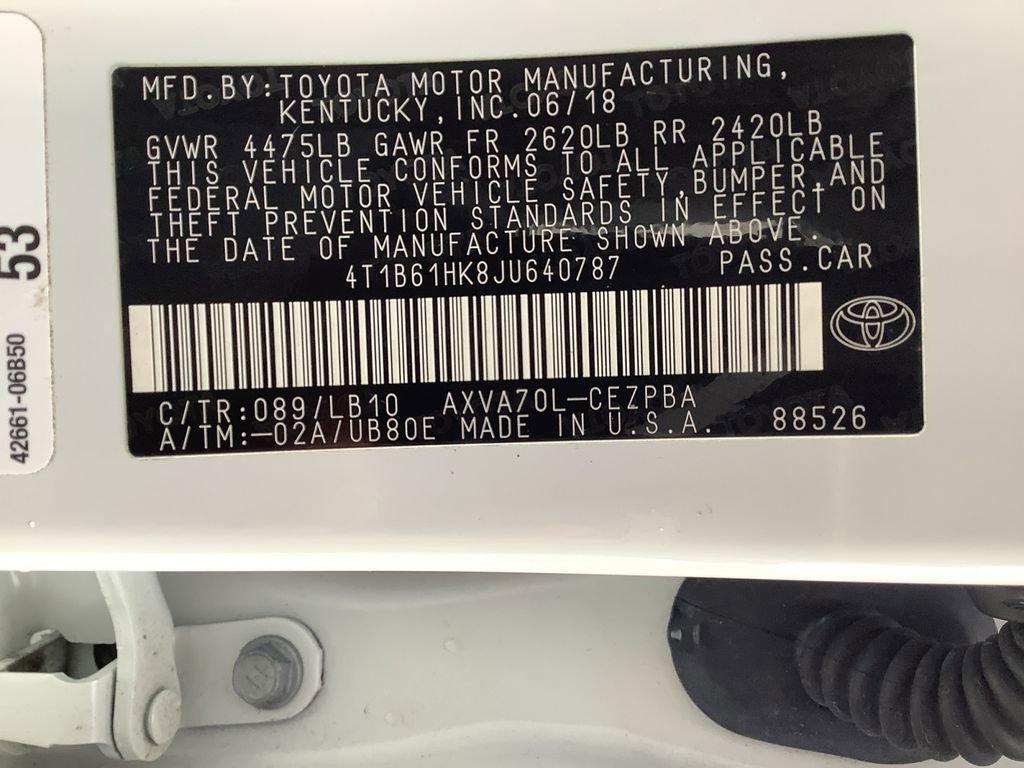 MFD BY:TOYOTA MOTOR MANUFACTURING,
KENTUCKY, INC. 06/18
GVWR 4475LB GAWR FR 2620LB RR 2420LB
THIS VEHICLE CONFORMS TO ALL APPLICABLE
FEDERAL MOTOR VEHICLE SAFETY, BUMPER, AND
THEFT PREVENTION STANDARDS IN EFFECT ON
THE DATE OF MANUFACTURE SHOWN ABOVE.
4T1B61HK8JU640787 PASS.CAR
C/TR:089/LB10 AXVA70L-CEZPBA
A/TM:-02A/UB80E MADE IN U.S.A. 88526
53
42661-06B50